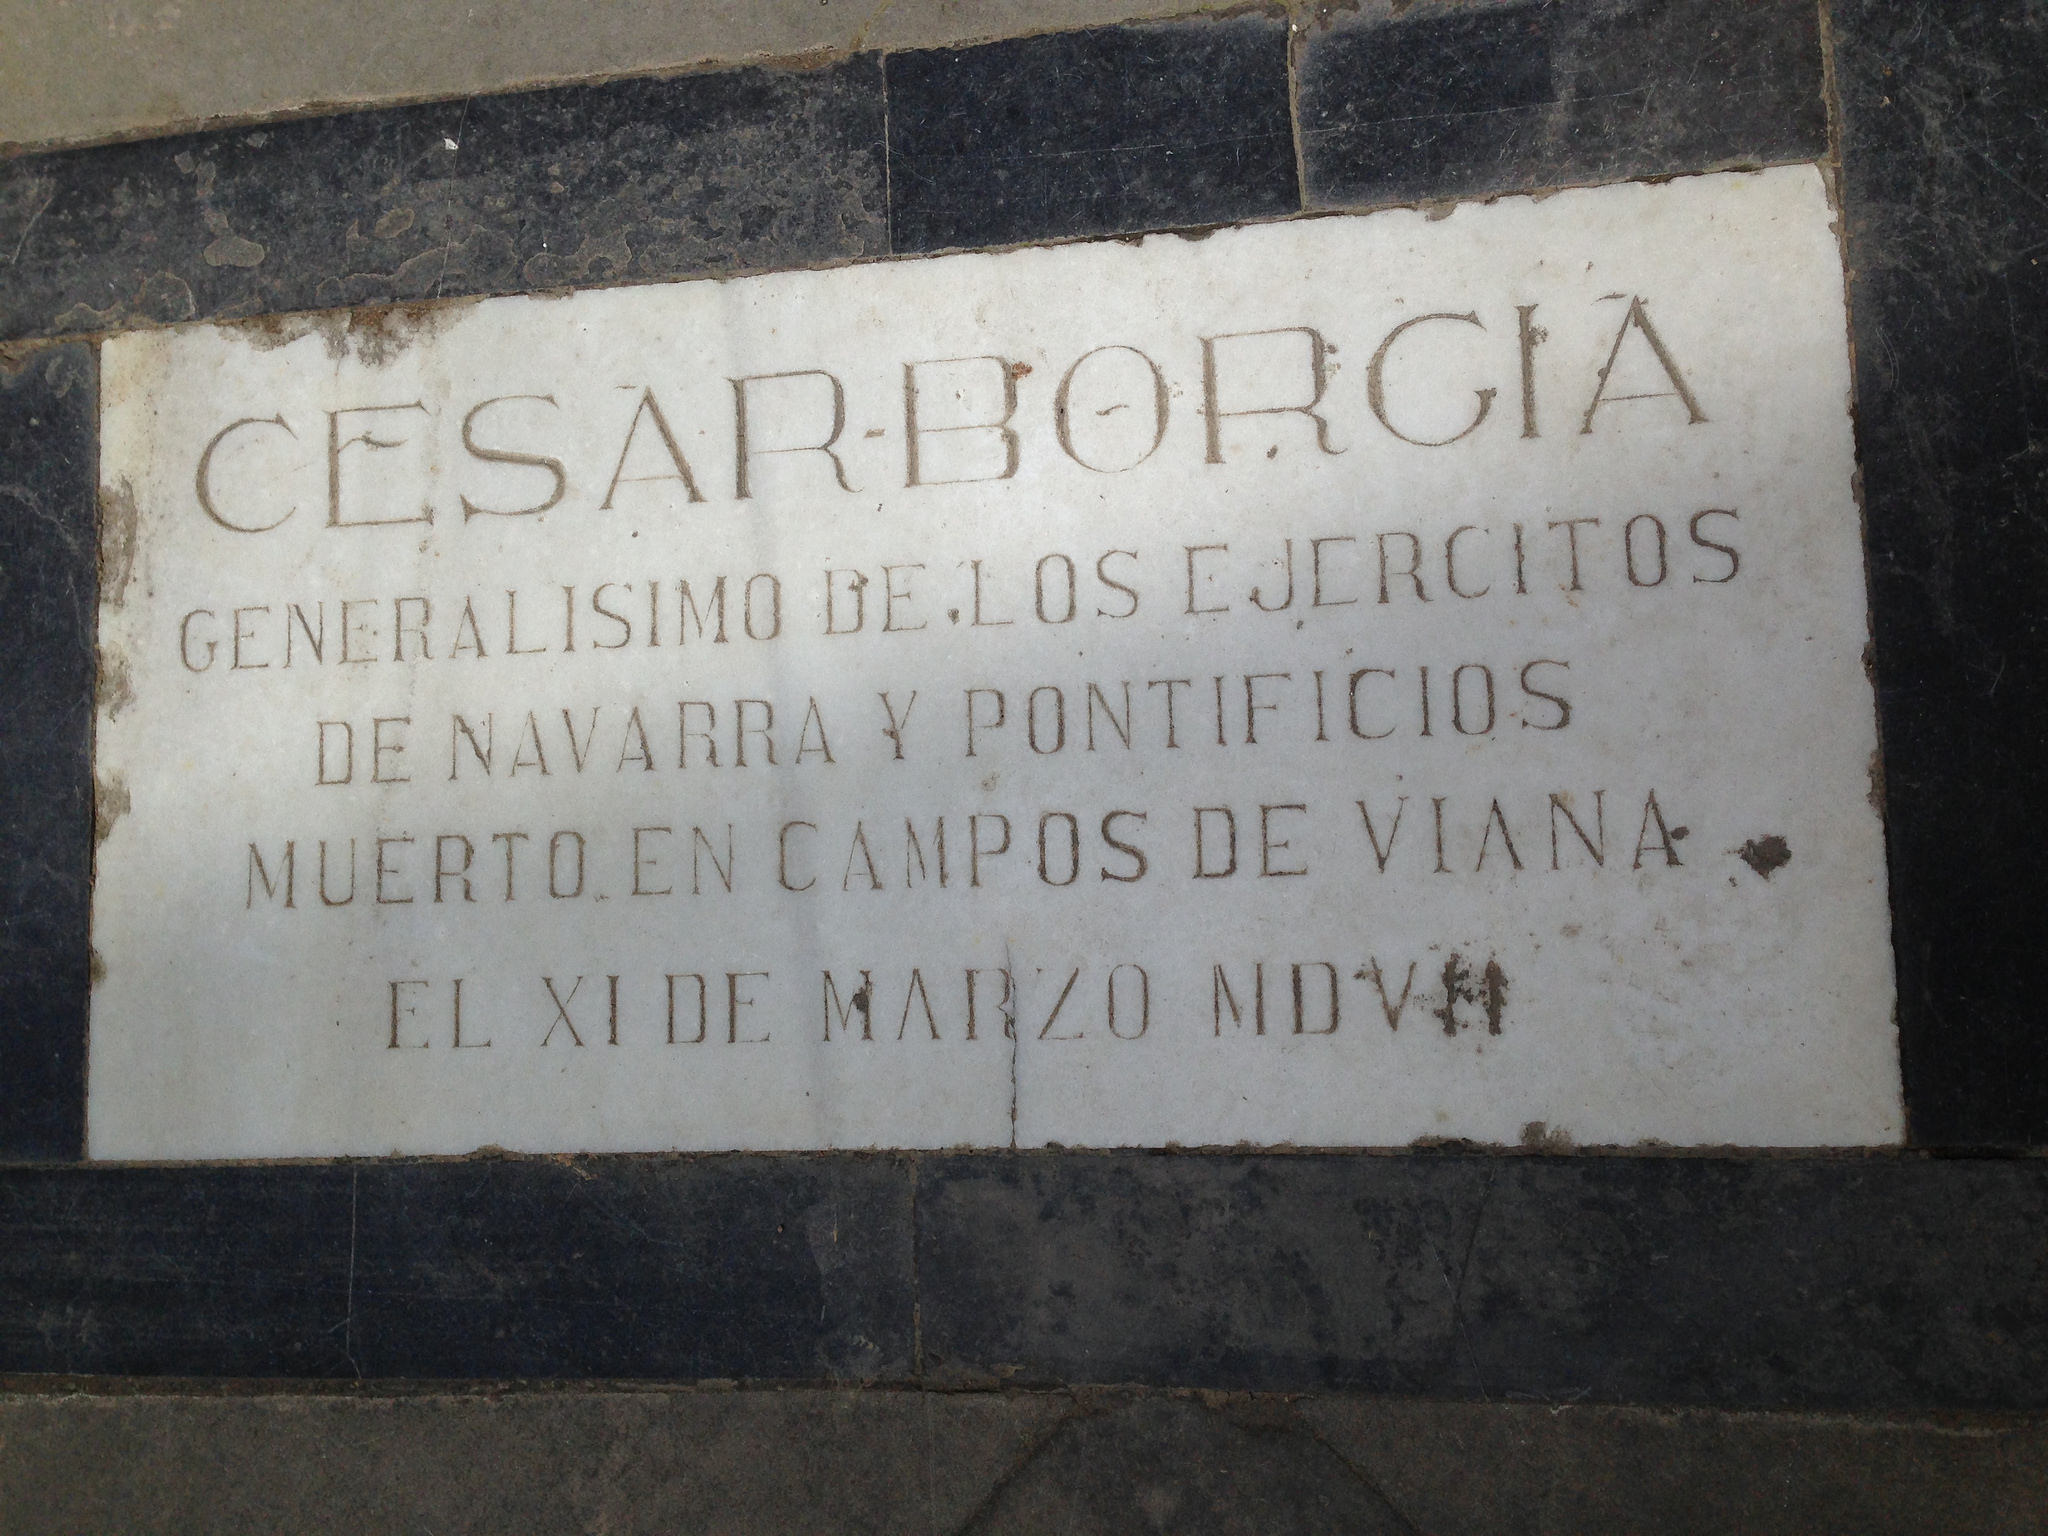 CESAR-BORGIA
GENERALISIMO DE LOS EJERCITOS
DE NAVARRA Y PONTIFICIOS
MUERTO EN CAMPOS DE VIANA
EL XI DE MARZO MDVII